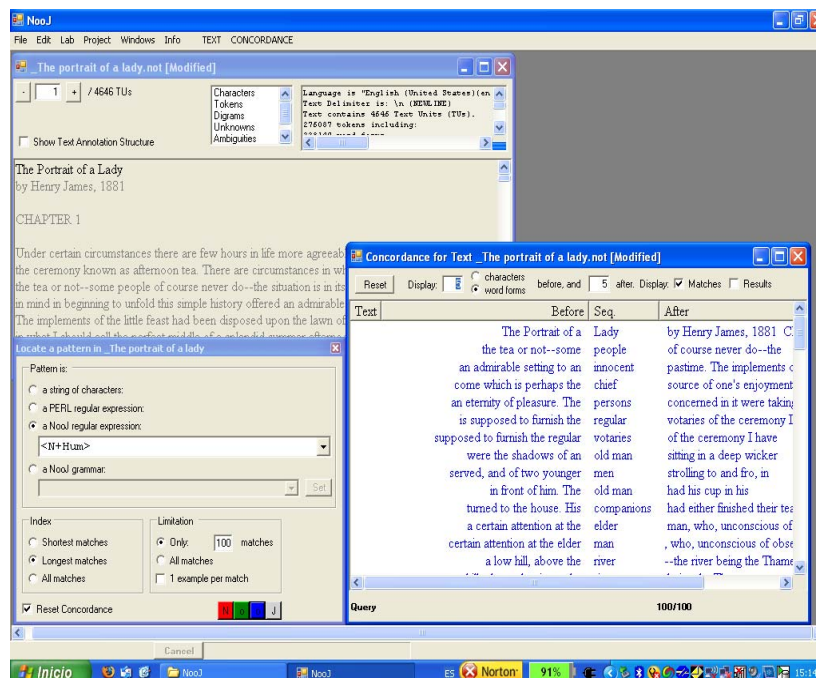 NooJ
File Edit Lab Project Windows Info TEXT CONCORDANCE
_The portrait of a lady.not [Modified]
- 1 + / 4646 TUs
Characters
Tokens
Digrams
Unknowns
Ambiguities
Language is "English (United States)(en
Text Delimiter is: \n (NEWLINE)
Text contains 4646 Text Units (TUs).
276087 tokens including:
Show Text Annotation Structure
The Portrait of a Lady
by Henry James, 1881
CHAPTER 1
Under certain circumstances there are few hours in life more agreeab
the ceremony known as afternoon tea. There are circumstances in wh
the tea or not--some people of course never do--the situation is in its
in mind in beginning to unfold this simple history offered an admirable
The implements of the little feast had been disposed upon the lawn of
in what I should call the perfect middle of a splendid summer afternoo
Locate a pattern in _The portrait of a lady
Pattern is:
a string of characters:
a PERL regular expression:
a NooJ regular expression:
<N+Hum>
a NooJ grammar:
Set
Index
Shortest matches
Longest matches
All matches
Limitation
Only: 100 matches
All matches
1 example per match
Reset Concordance
N o o J
Concordance for Text _The portrait of a lady.not [Modified]
Reset Display: 5 characters word forms before, and 5 after. Display: Matches Results
Text Before Seq. After
The Portrait of a Lady by Henry James, 1881 C
the tea or not--some people of course never do--the
an admirable setting to an innocent pastime. The implements o
come which is perhaps the chief source of one's enjoyment
an eternity of pleasure. The persons concerned in it were taking
is supposed to furnish the regular votaries of the ceremony I
supposed to furnish the regular votaries of the ceremony I have
were the shadows of an old man sitting in a deep wicker
served, and of two younger men strolling to and fro, in
in front of him. The old man had his cup in his
turned to the house. His companions had either finished their tea
a certain attention at the elder man, who, unconscious of
certain attention at the elder man , who, unconscious of obse
a low hill, above the river --the river being the Thame
Query 100/100
Cancel
Inicio NooJ NooJ ES Norton 91% 15:14